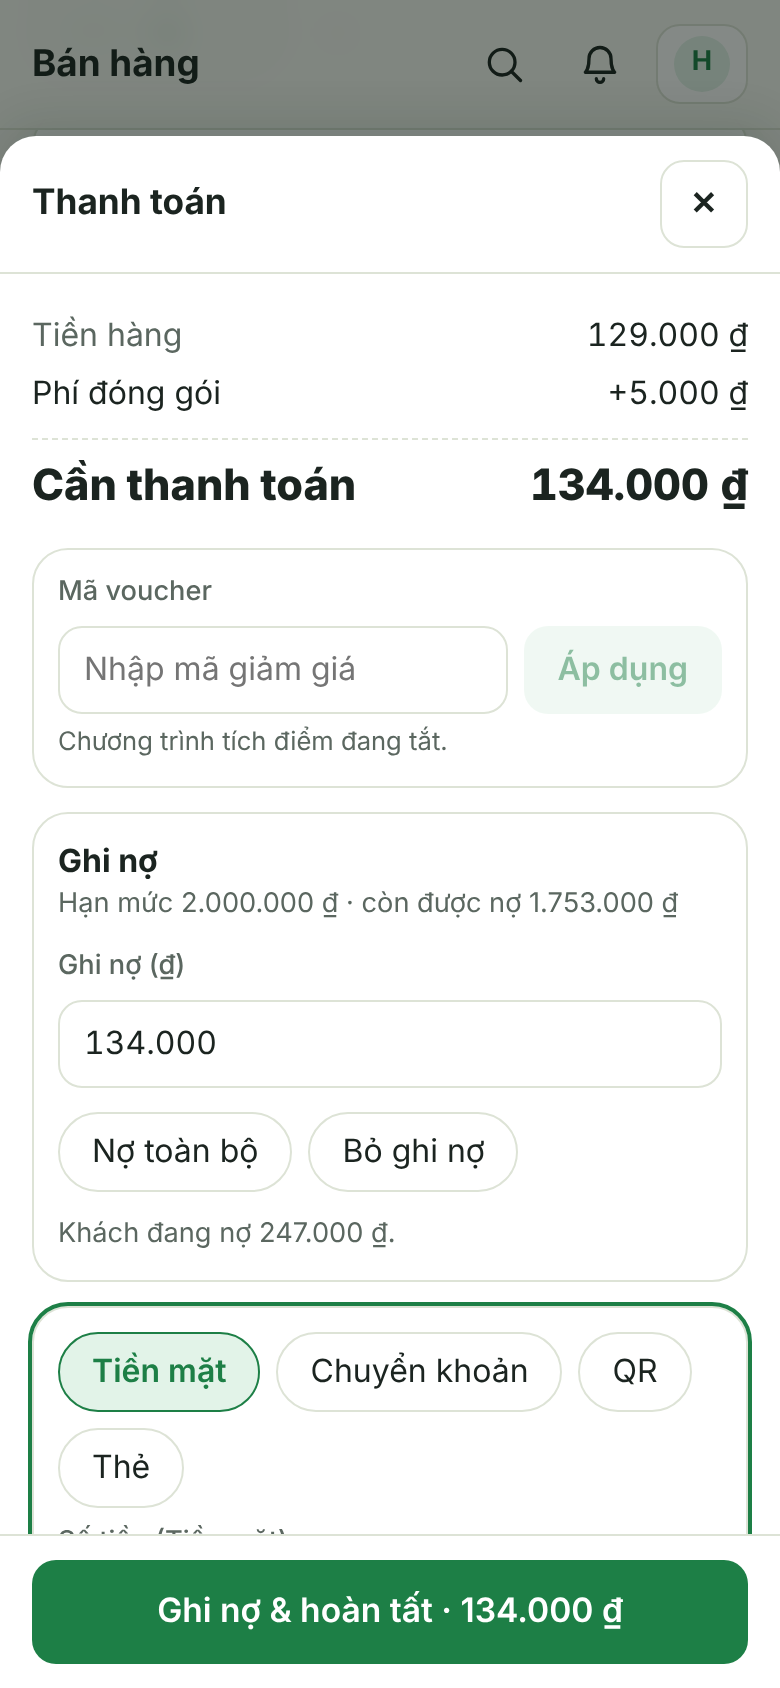 Bán hàng
H
Thanh toán
Tiền hàng 129.000 ₫
Phí đóng gói +5.000 ₫
Cần thanh toán 134.000 ₫
Mã voucher
Nhập mã giảm giá Áp dụng
Chương trình tích điểm đang tắt.
Ghi nợ
Hạn mức 2.000.000 ₫ · còn được nợ 1.753.000 ₫
Ghi nợ (₫)
134.000
Nợ toàn bộ Bỏ ghi nợ
Khách đang nợ 247.000 ₫.
Tiền mặt Chuyển khoản QR
Thẻ
Ghi nợ & hoàn tất · 134.000 ₫